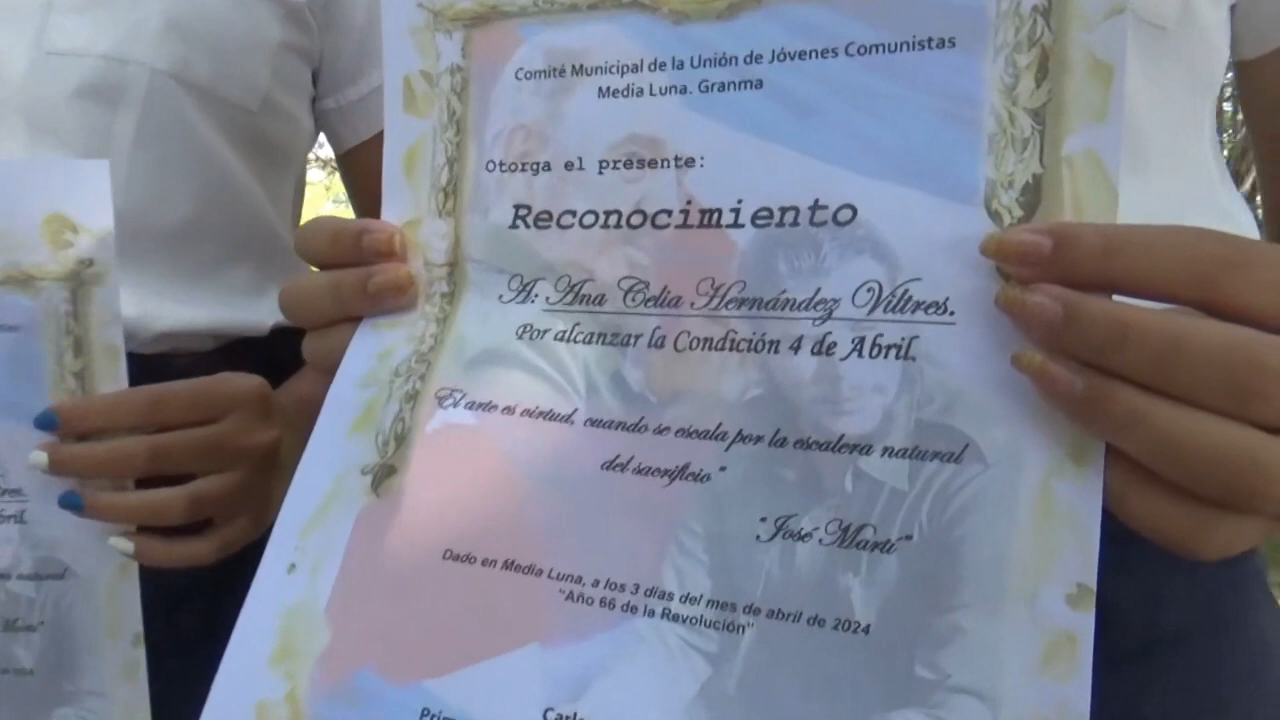 Comité Municipal de la Unión de Jóvenes Comunistas
Media Luna. Granma
Otorga el presente:
Reconocimiento
A: Ana Celia Hernández Viltres.
Por alcanzar la Condición 4 de Abril.
El arte es virtud, cuando se escala por la escalera natural
del sacrificio"
"José Martí"
Dado en Media Luna, a los 3 días del mes de abril de 2024
"Año 66 de la Revolución"